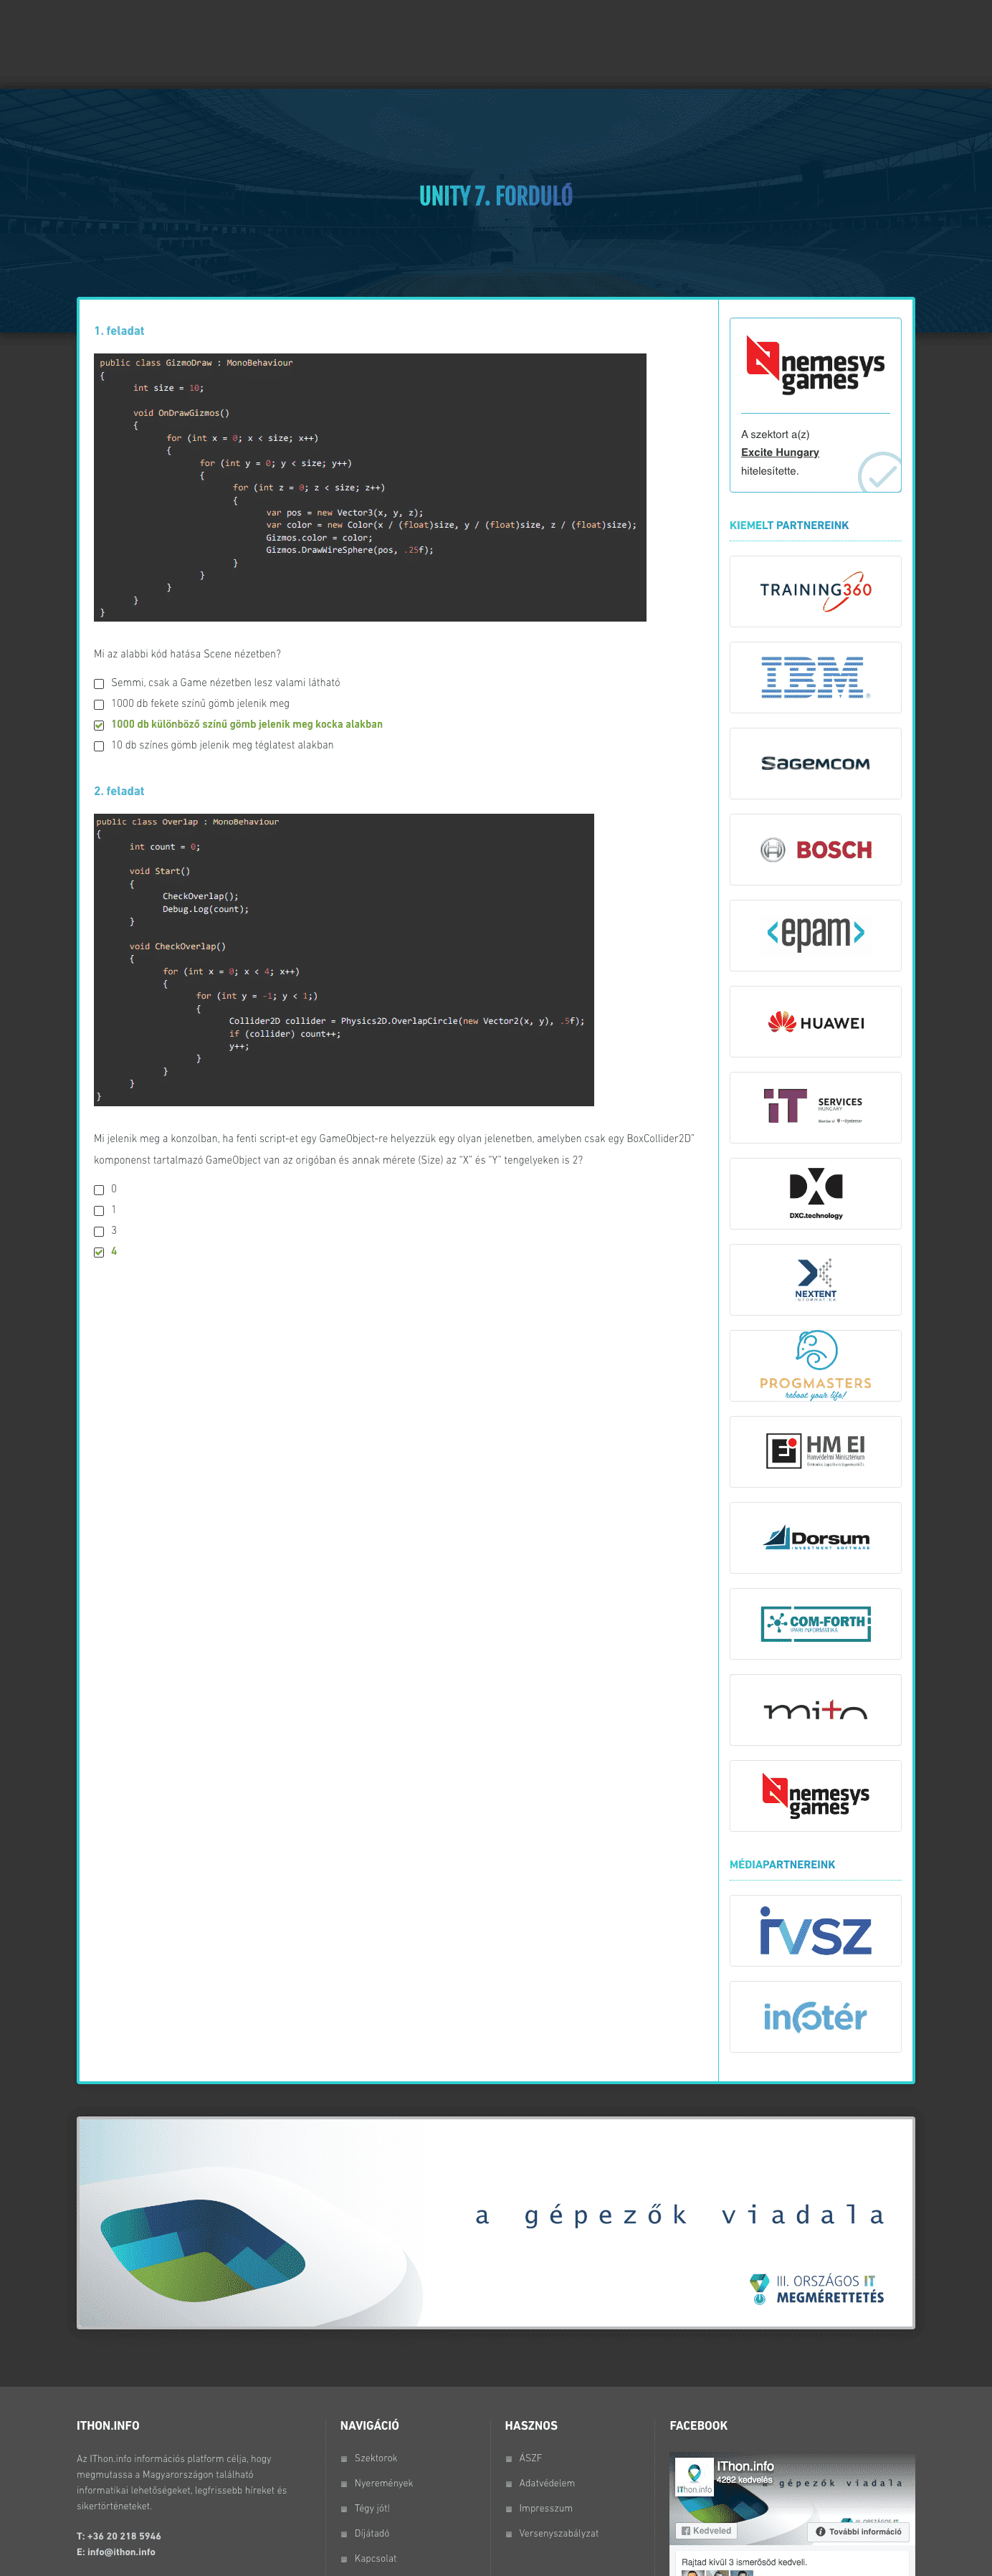 UNITY 7. FORDULÓ
1. feladat
public class GizmoDraw : MonoBehaviour
{
int size = 10;
void OnDrawGizmos()
{
for (int x = 0; x < size; x++)
{
for (int y = 0; y < size; y++)
{
for (int z = 0; z < size; z++)
{
var pos = new Vector3(x, y, z);
var color = new Color(x / (float)size, y / (float)size, z / (float)size);
Gizmos.color = color;
Gizmos.DrawWireSphere(pos, .25f);
}
}
}
}
}
Mi az alabbi kód hatása Scene nézetben?
Semmi, csak a Game nézetben lesz valami látható
1000 db fekete színű gömb jelenik meg
1000 db különböző színű gömb jelenik meg kocka alakban
10 db színes gömb jelenik meg téglatest alakban
2. feladat
public class Overlap : MonoBehaviour
{
int count = 0;
void Start()
{
CheckOverlap();
Debug.Log(count);
}
void CheckOverlap()
{
for (int x = 0; x < 4; x++)
{
for (int y = -1; y < 1;)
{
Collider2D collider = Physics2D.OverlapCircle(new Vector2(x, y), .5f);
if (collider) count++;
y++;
}
}
}
}
Mi jelenik meg a konzolban, ha fenti script-et egy GameObject-re helyezzük egy olyan jelenetben, amelyben csak egy BoxCollider2D”
komponenst tartalmazó GameObject van az origóban és annak mérete (Size) az “X” és “Y” tengelyeken is 2?
0
1
3
4
nemesys
games
A szektort a(z)
Excite Hungary
hitelesítette.
KIEMELT PARTNEREINK
TRAINING360
IBM
SAGEMCOM
BOSCH
<epam>
HUAWEI
iT SERVICES
HUNGARY
DXC.technology
NEXTENT
INFORMATIKA
PROGMASTERS
reboot your life!
Ei HM EI
Honvédelmi Minisztérium
Dorsum
INVESTMENT SOFTWARE
COM-FORTH
IPARI INFORMATIKA
mito
nemesys
games
MÉDIAPARTNEREINK
ivsz
infotér
a gépezők viadala
III. ORSZÁGOS IT
MEGMÉRETTETÉS
ITHON.INFO
Az IThon.info információs platform célja, hogy
megmutassa a Magyarországon található
informatikai lehetőségeket, legfrissebb híreket és
sikertörténeteket.
T: +36 20 218 5946
E: info@ithon.info
NAVIGÁCIÓ
Szektorok
Nyeremények
Tégy jót!
Díjátadó
Kapcsolat
HASZNOS
ÁSZF
Adatvédelem
Impresszum
Versenyszabályzat
FACEBOOK
IThon.info
IThon.info
4282 kedvelés
a gépezők viadala
Kedveled
További információ
Rajtad kívül 3 ismerősöd kedveli.